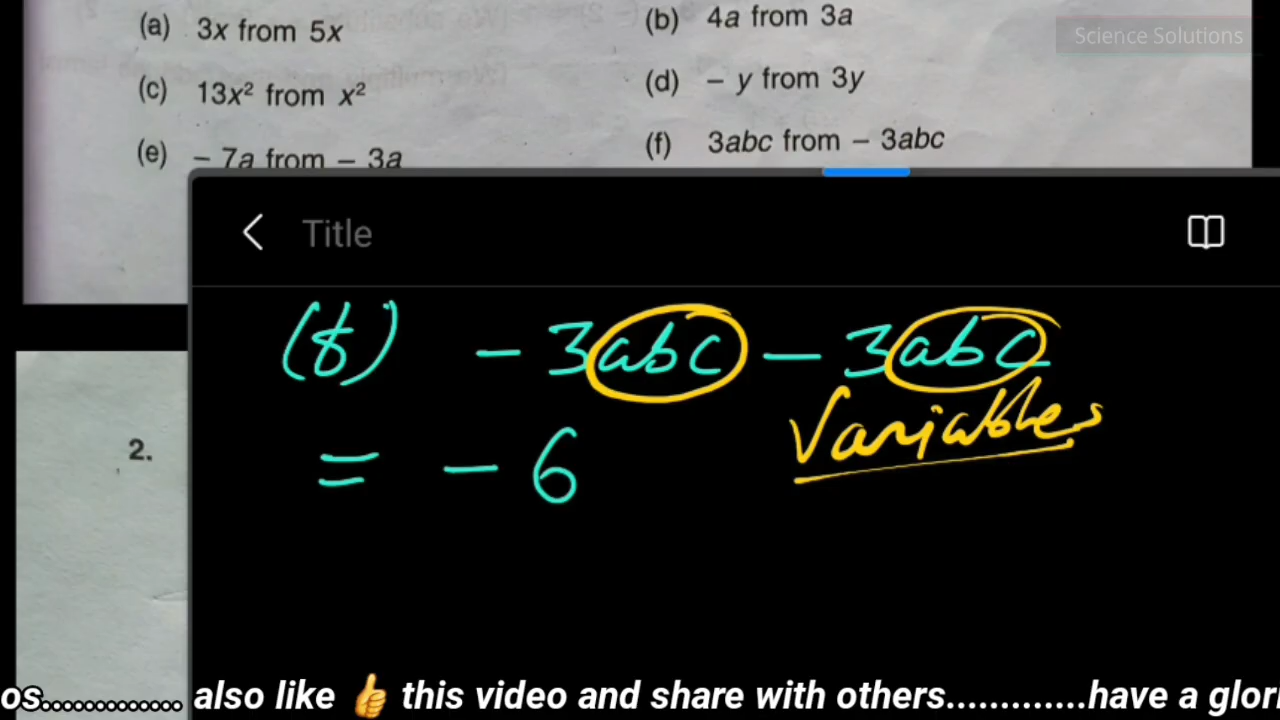 (a) 3x from 5x
(b) 4a from 3a
Science Solutions
(c) 13x² from x²
(d) – y from 3y
(e) – 7a from – 3a
(f) 3abc from – 3abc
Title
(f) – 3abc – 3abc
Variables
= – 6
2.
os............. also like 👍 this video and share with others.............have a glor